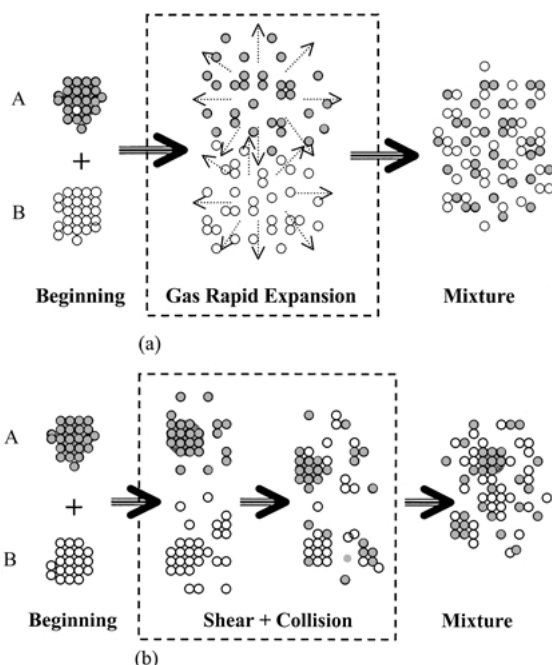 A
+
B
Beginning
Gas Rapid Expansion
Mixture
(a)
A
+
B
Beginning
Shear + Collision
Mixture
(b)